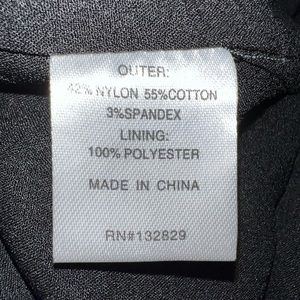 OUTER:
42% NYLON 55%COTTON
3%SPANDEX
LINING:
100% POLYESTER
MADE IN CHINA
RN#132829